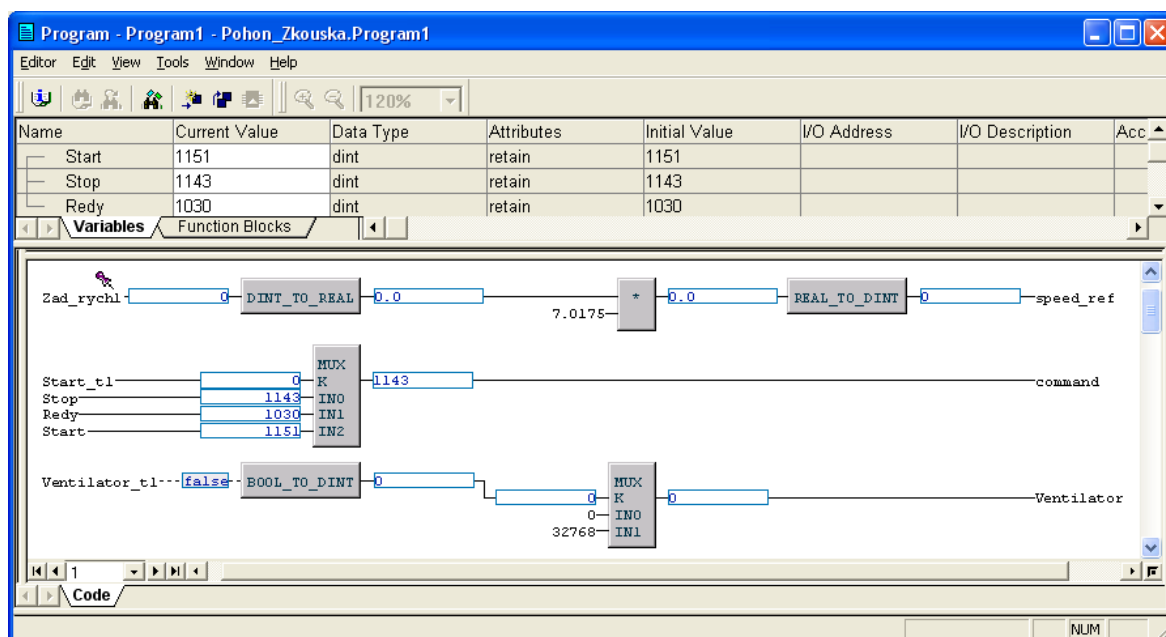 Program - Program1 - Pohon_Zkouska.Program1
Editor Edit View Tools Window Help
120%
Name Current Value Data Type Attributes Initial Value I/O Address I/O Description Acc
Start 1151 dint retain 1151
Stop 1143 dint retain 1143
Redy 1030 dint retain 1030
Variables Function Blocks
Zad_rychl 0 DINT_TO_REAL 0.0 * 0.0 REAL_TO_DINT 0 speed_ref
7.0175
MUX
Start_tl 0 K 1143 command
Stop 1143 IN0
Redy 1030 IN1
Start 1151 IN2
Ventilator_tl false BOOL_TO_DINT 0 MUX
0 K 0 Ventilator
0 IN0
32768 IN1
1
Code
NUM